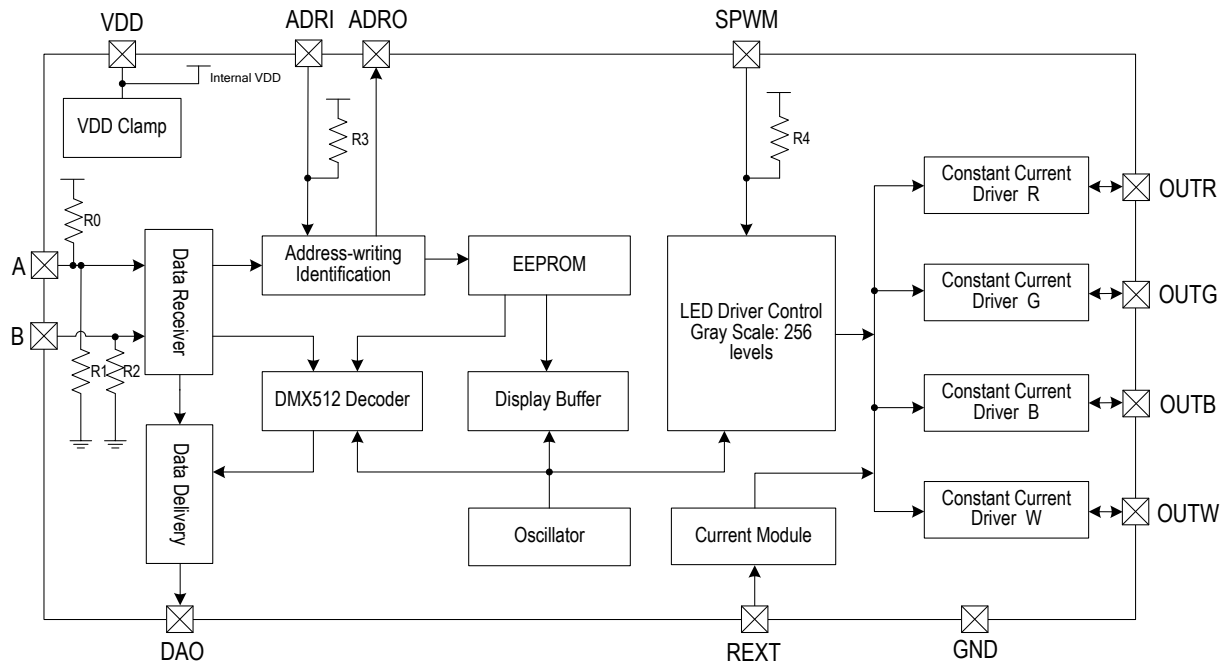 VDD
ADRI
ADRO
SPWM
Internal VDD
VDD Clamp
R3
R4
R0
A
B
R1
R2
Data Receiver
Address-writing
Identification
EEPROM
LED Driver Control
Gray Scale: 256
levels
Constant Current
Driver R
OUTR
Constant Current
Driver G
OUTG
DMX512 Decoder
Display Buffer
Constant Current
Driver B
OUTB
Data Delivery
Oscillator
Current Module
Constant Current
Driver W
OUTW
DAO
REXT
GND